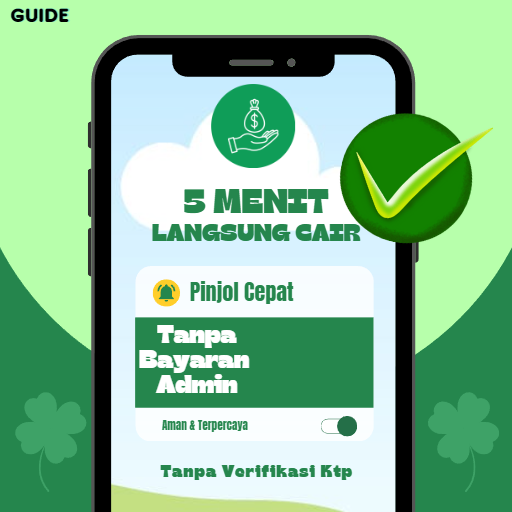 GUIDE
5 MENIT
LANGSUNG CAIR
Pinjol Cepat
Tanpa
Bayaran
Admin
Aman & Terpercaya
Tanpa Verifikasi Ktp